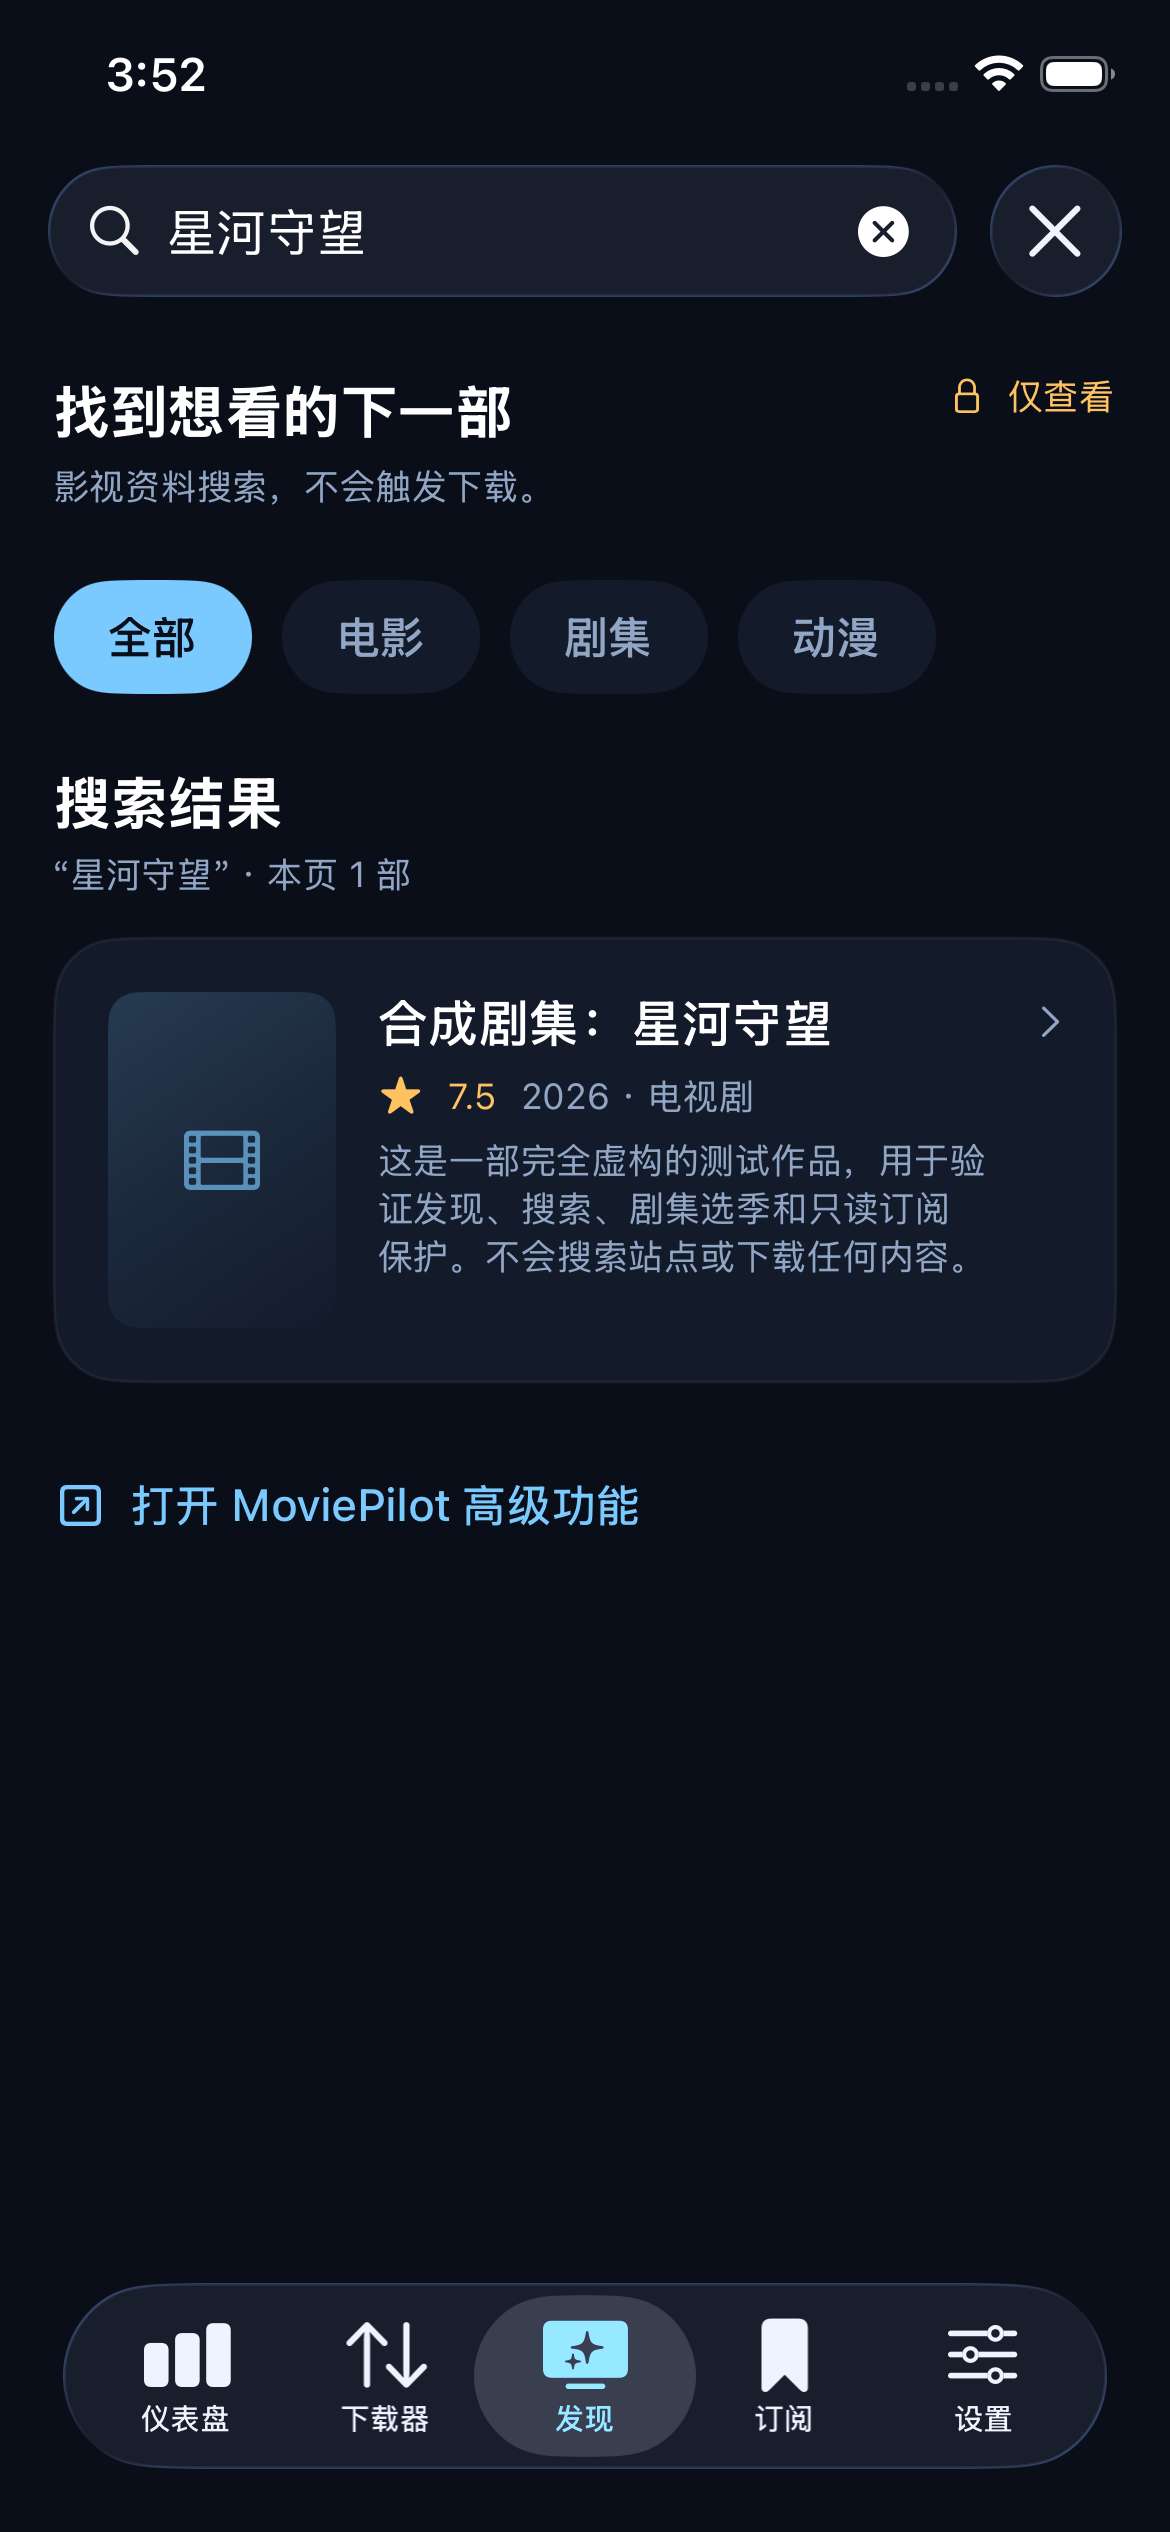 3:52
星河守望
找到想看的下一部
仅查看
影视资料搜索，不会触发下载。
全部
电影
剧集
动漫
搜索结果
“星河守望” · 本页 1 部
合成剧集：星河守望
7.5 2026 · 电视剧
这是一部完全虚构的测试作品，用于验
证发现、搜索、剧集选季和只读订阅
保护。不会搜索站点或下载任何内容。
打开 MoviePilot 高级功能
仪表盘
下载器
发现
订阅
设置